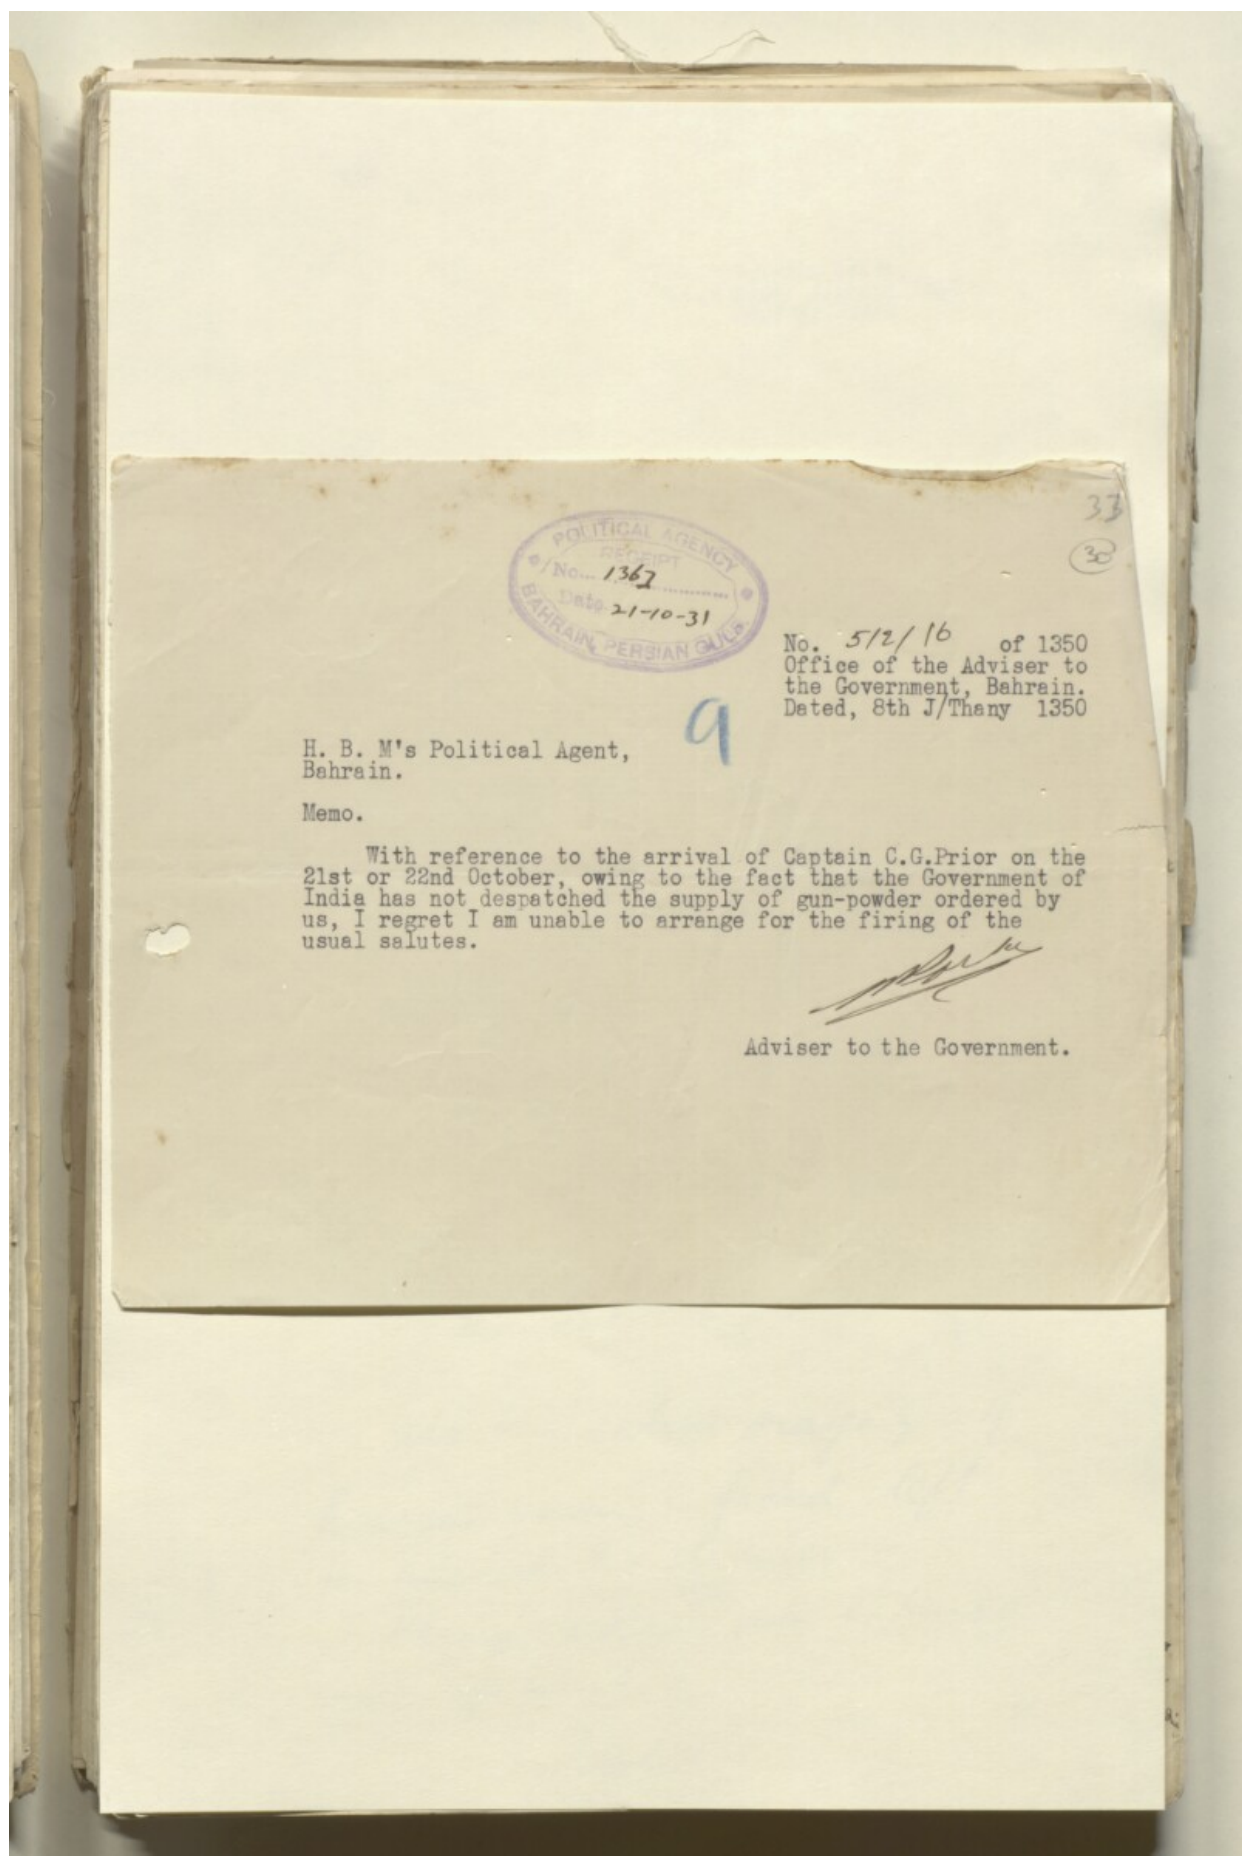 33
30
POLITICAL AGENCY
RECEIPT
No... 1363
Date 21-10-31
BAHRAIN, PERSIAN GULF.
No. 5/2/16 of 1350
Office of the Adviser to
the Government, Bahrain.
Dated, 8th J/Thany 1350
9
H. B. M's Political Agent,
Bahrain.
Memo.
With reference to the arrival of Captain C.G.Prior on the
21st or 22nd October, owing to the fact that the Government of
India has not despatched the supply of gun-powder ordered by
us, I regret I am unable to arrange for the firing of the
usual salutes.
Adviser to the Government.